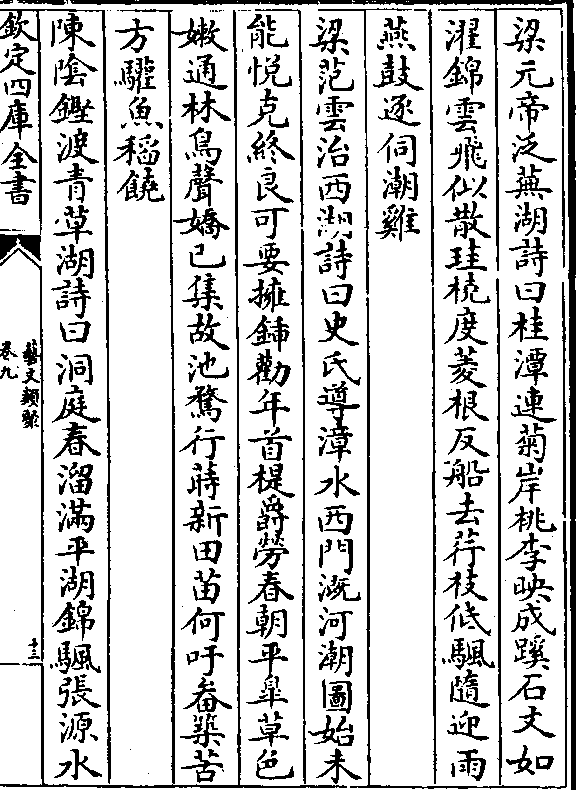 梁元帝泛蕪湖詩曰桂潭連菊岸桃李映成蹊石文如
濯錦雲飛似散珪橈度菱根反船去荇枝低颿隨迎雨
燕鼓逐伺潮雞
梁范雲治西湖詩曰史氏導漳水西門溉河潮圖始未
能悅克終良可要擁鍤勸年首提爵勞春朝平皐草色
嫩通林鳥聲嬌已集故池鶩行蒔新田苗何吁畚築苦
方驩魚稻饒
陳陰鏗渡青草湖詩曰洞庭春溜滿平湖錦颿張源水
欽定四庫全書
藝文類聚
卷九
十三